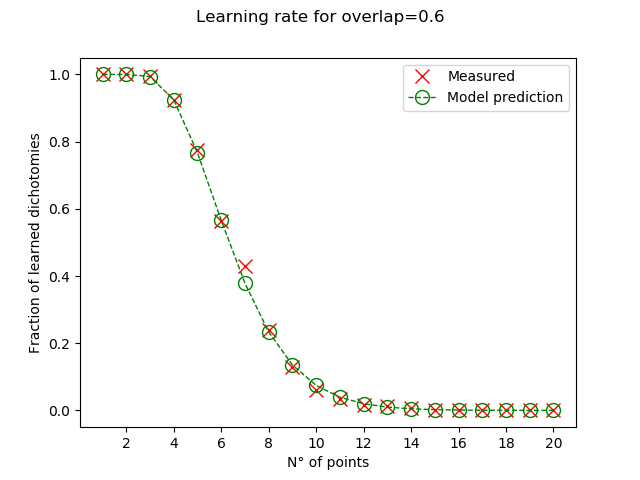 Learning rate for overlap=0.6
Measured
Model prediction
Fraction of learned dichotomies
1.0
0.8
0.6
0.4
0.2
0.0
2 4 6 8 10 12 14 16 18 20
N° of points